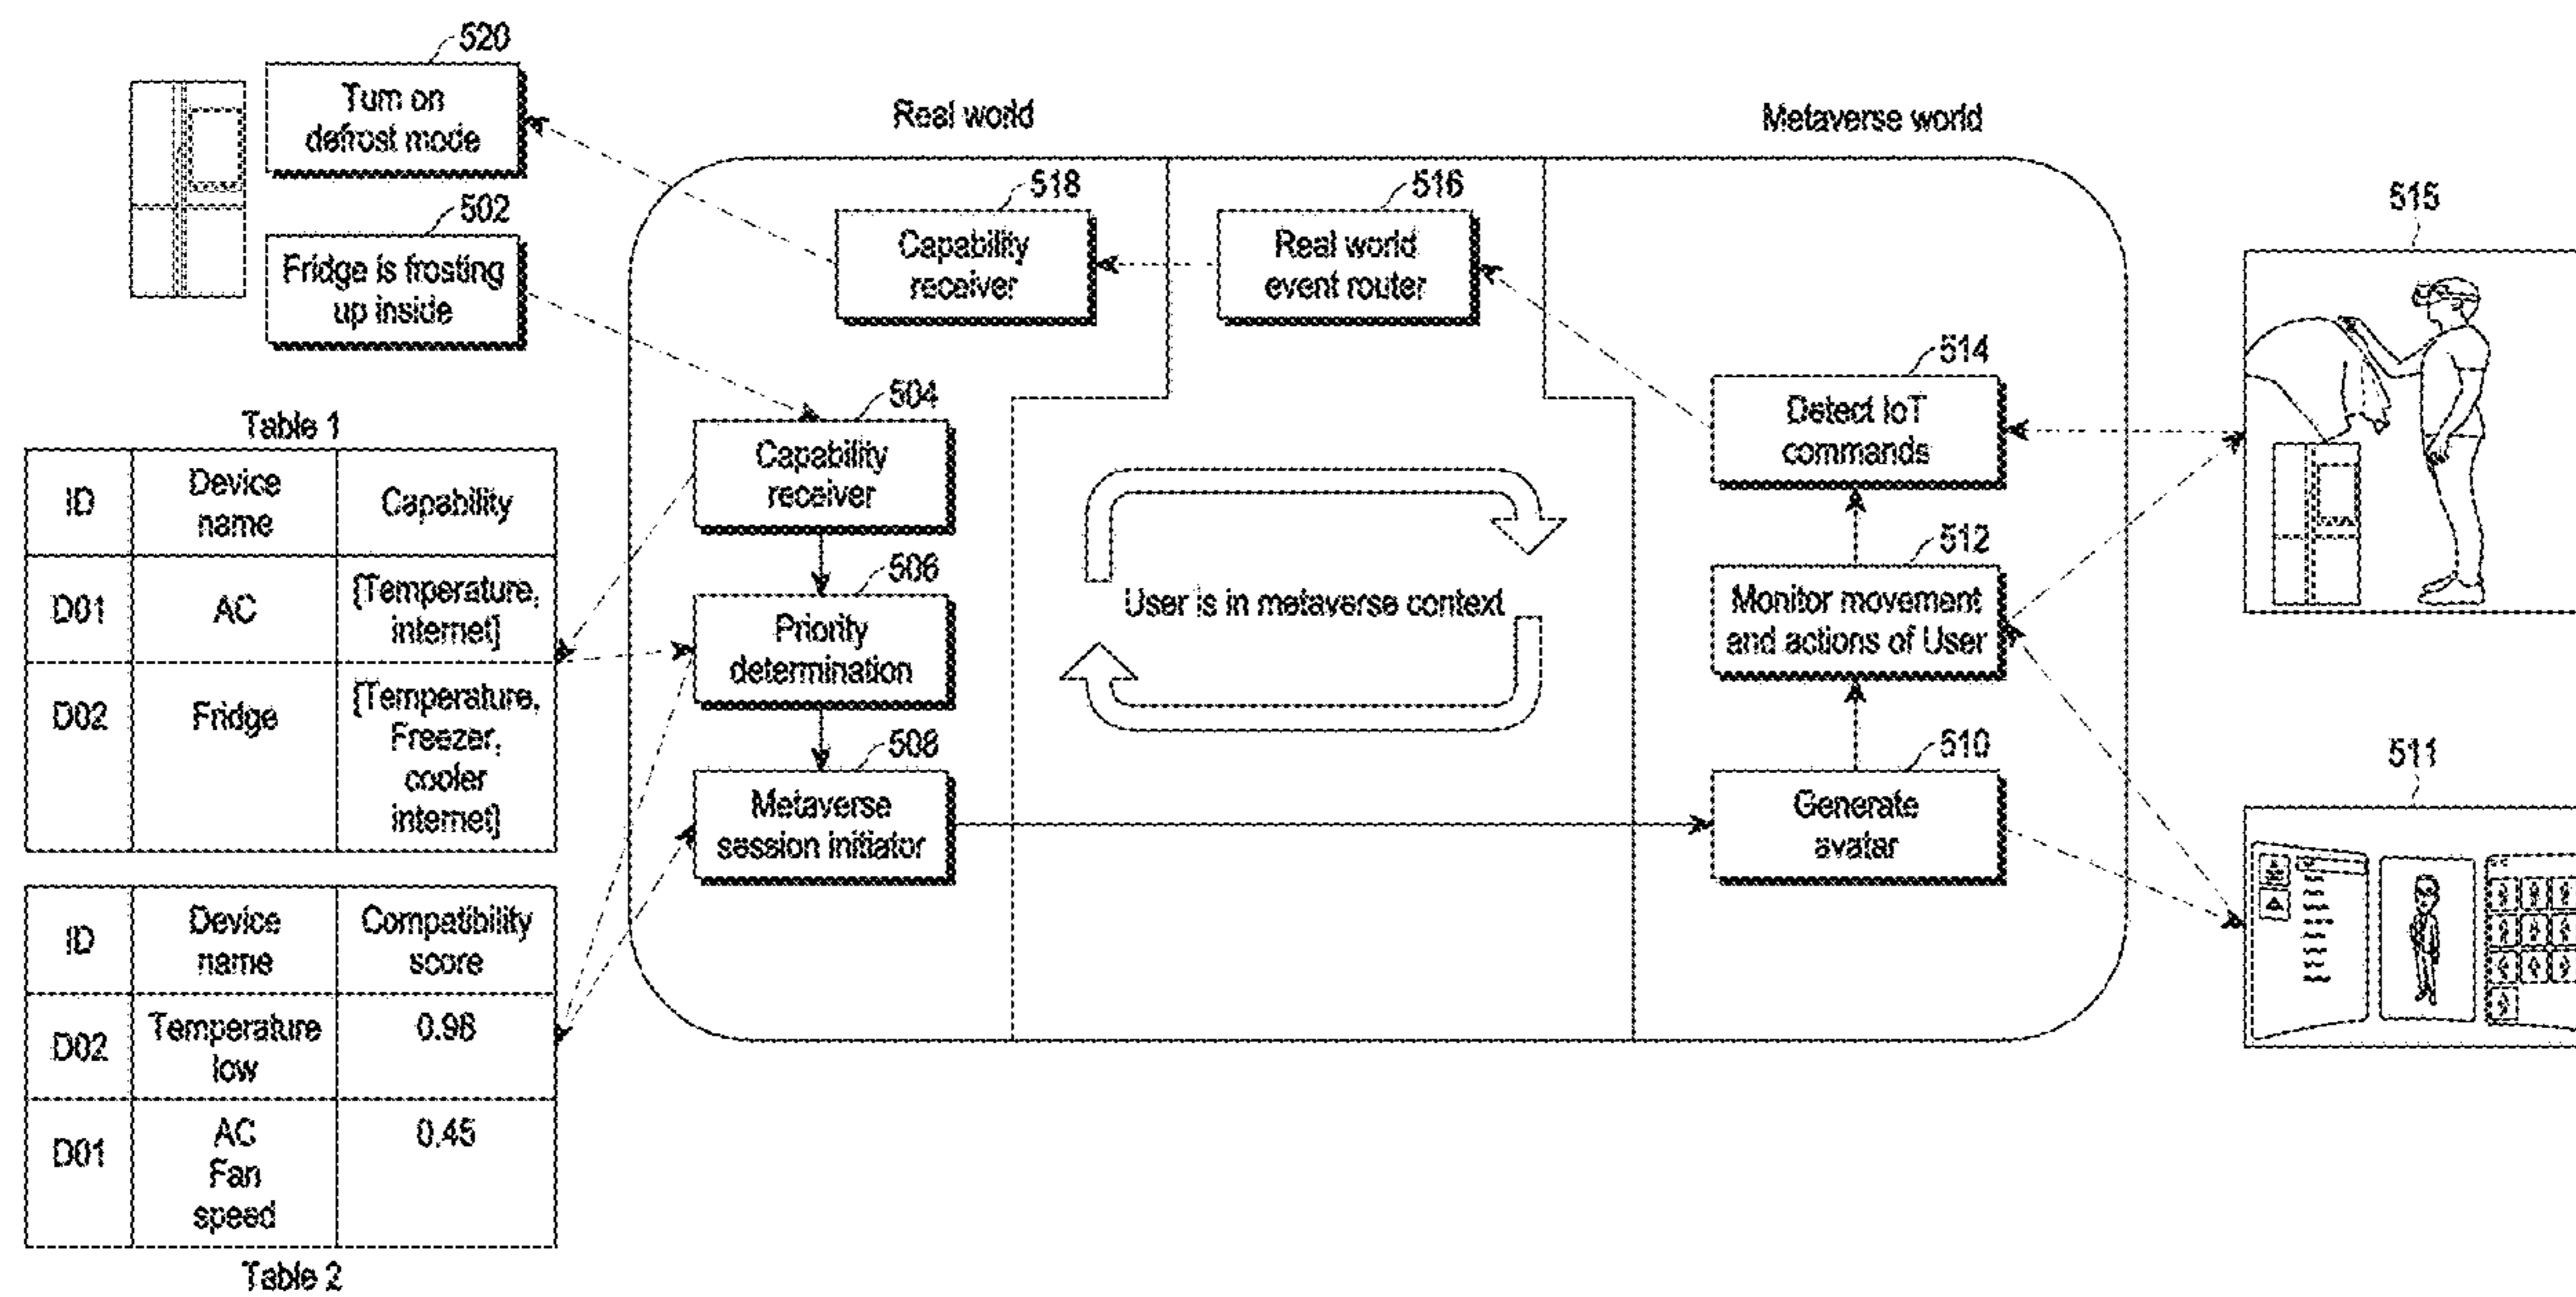 520
Turn on
defrost mode
502
Fridge is frosting
up inside
Real world
Metaverse world
518
Capability
receiver
516
Real world
event router
515
504
Capability
receiver
514
Detect IoT
commands
506
Priority
determination
User is in metaverse context
512
Monitor movement
and actions of User
508
Metaverse
session initiator
510
Generate
avatar
511
Table 1
ID
Device
name
Capability
D01
AC
[Temperature,
internet]
D02
Fridge
[Temperature,
Freezer,
cooler
internet]
ID
Device
name
Compatibility
score
D02
Temperature
low
0.98
D01
AC
Fan
speed
0.45
Table 2